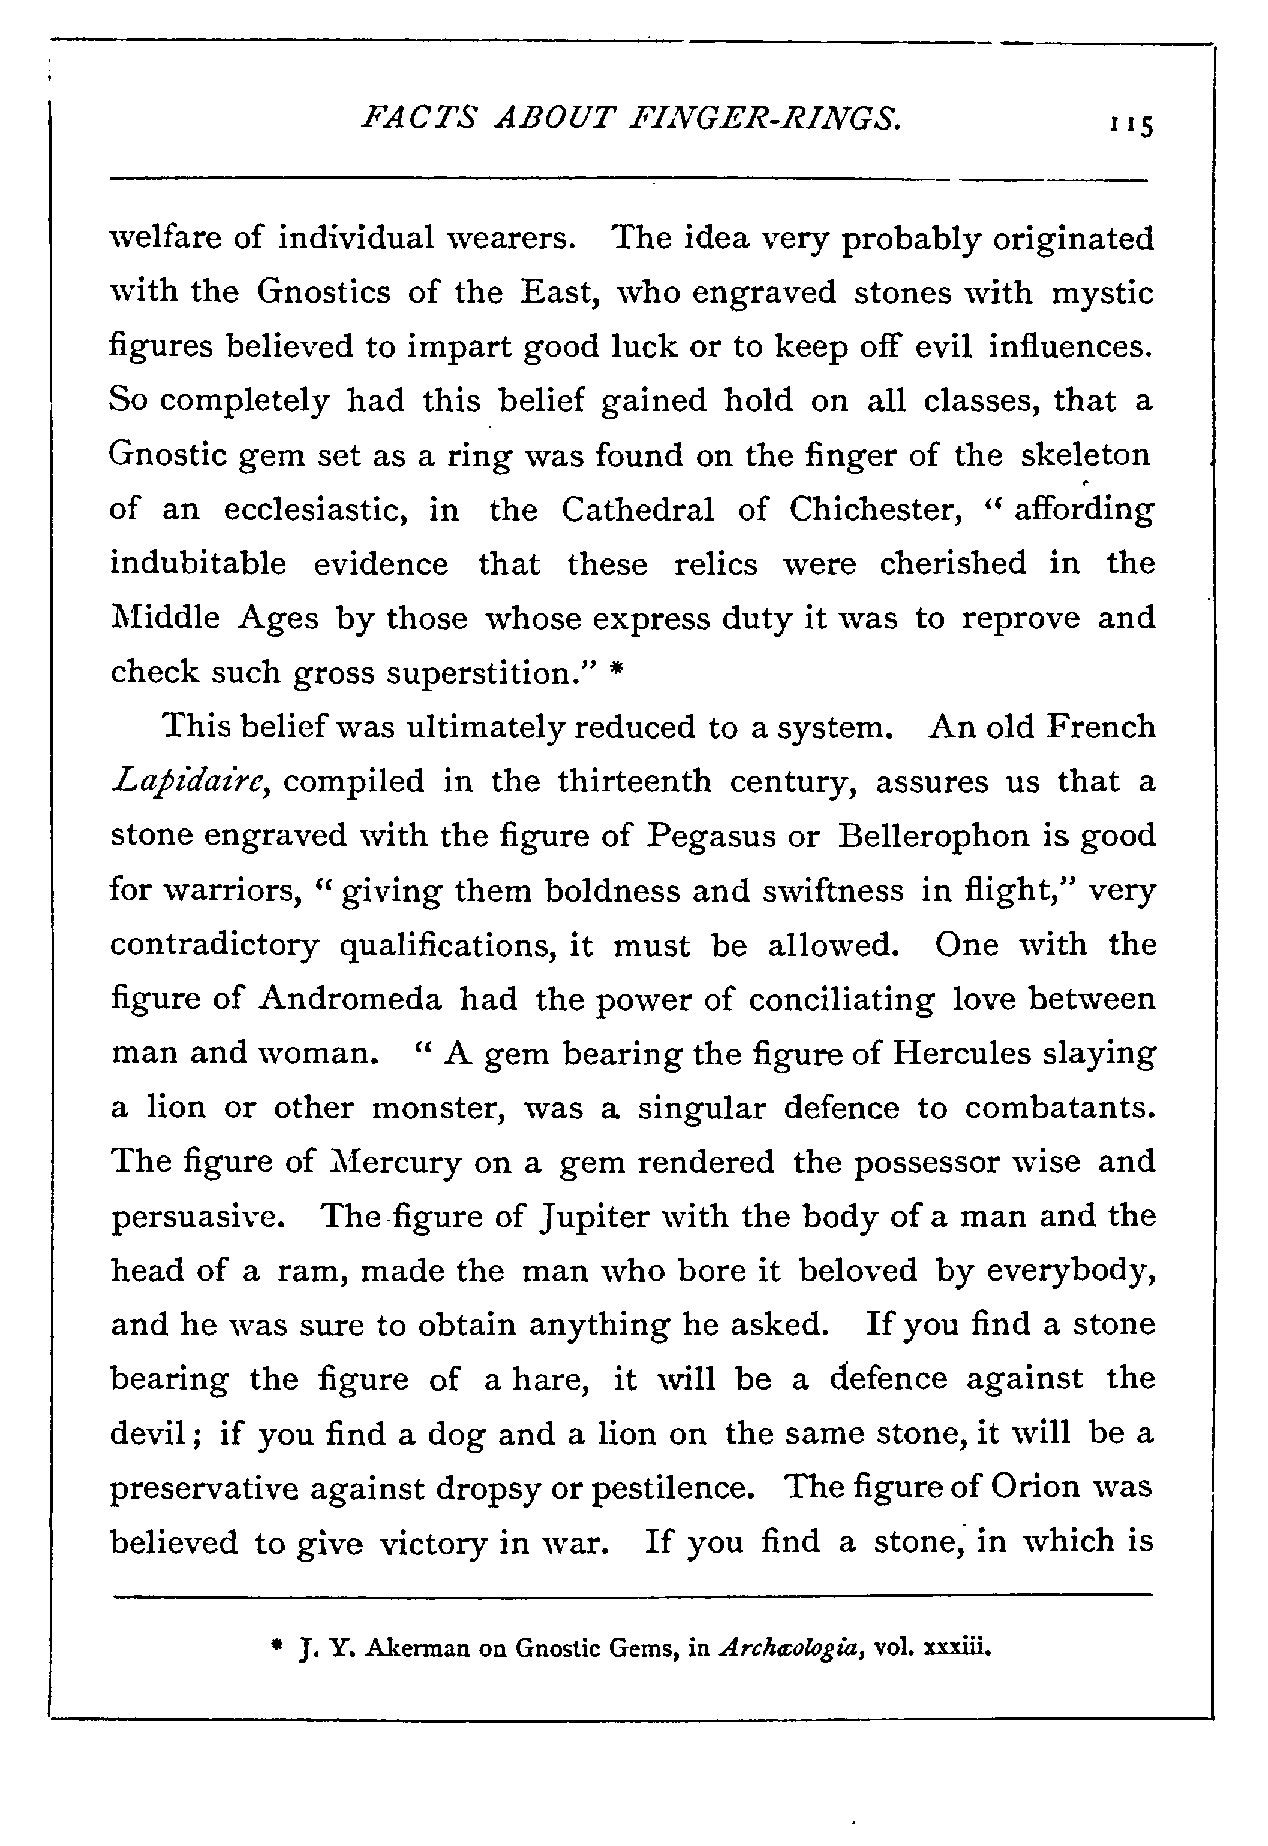 FACTS ABOUT FINGER-RINGS. 115
welfare of individual wearers. The idea very probably originated
with the Gnostics of the East, who engraved stones with mystic
figures believed to impart good luck or to keep off evil influences.
So completely had this belief gained hold on all classes, that a
Gnostic gem set as a ring was found on the finger of the skeleton
of an ecclesiastic, in the Cathedral of Chichester, “ affording
indubitable evidence that these relics were cherished in the
Middle Ages by those whose express duty it was to reprove and
check such gross superstition.” *
This belief was ultimately reduced to a system. An old French
Lapidaire, compiled in the thirteenth century, assures us that a
stone engraved with the figure of Pegasus or Bellerophon is good
for warriors, “ giving them boldness and swiftness in flight,” very
contradictory qualifications, it must be allowed. One with the
figure of Andromeda had the power of conciliating love between
man and woman. “ A gem bearing the figure of Hercules slaying
a lion or other monster, was a singular defence to combatants.
The figure of Mercury on a gem rendered the possessor wise and
persuasive. The figure of Jupiter with the body of a man and the
head of a ram, made the man who bore it beloved by everybody,
and he was sure to obtain anything he asked. If you find a stone
bearing the figure of a hare, it will be a defence against the
devil ; if you find a dog and a lion on the same stone, it will be a
preservative against dropsy or pestilence. The figure of Orion was
believed to give victory in war. If you find a stone, in which is
* J. Y. Akerman on Gnostic Gems, in Archæologia, vol. xxxiii.